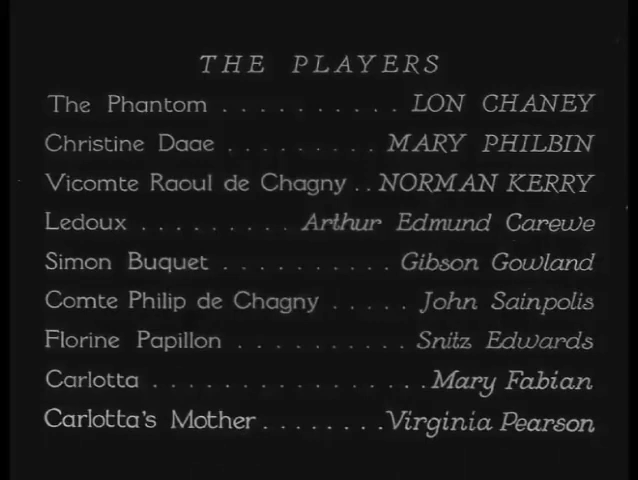 THE PLAYERS
The Phantom . . . . . . . . . . LON CHANEY
Christine Daae . . . . . . . . . MARY PHILBIN
Vicomte Raoul de Chagny . . NORMAN KERRY
Ledoux . . . . . . . . . Arthur Edmund Carewe
Simon Buquet . . . . . . . . . . Gibson Gowland
Comte Philip de Chagny . . . . . John Sainpolis
Florine Papillon . . . . . . . . . . Snitz Edwards
Carlotta . . . . . . . . . . . . . . . . . Mary Fabian
Carlotta's Mother . . . . . . . . Virginia Pearson